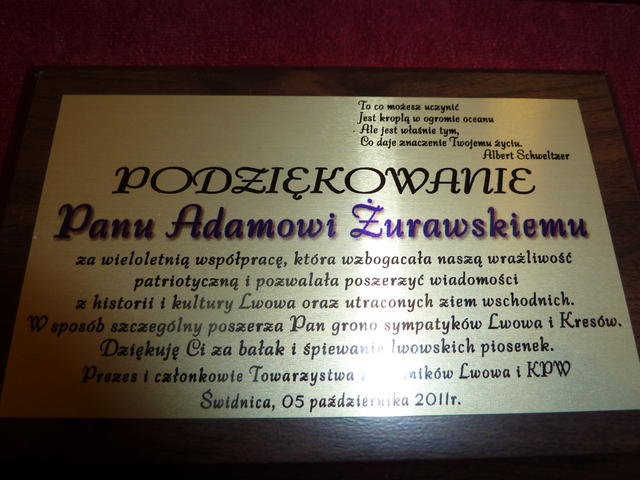 To co możesz uczynić
Jest kroplą w ogromie oceanu
Ale jest właśnie tym,
Co daje znaczenie Twojemu życiu.
Albert Schweltzer
PODZIĘKOWANIE
Panu Adamowi Żurawskiemu
za wieloletnią współpracę, która wzbogacała naszą wrażliwość
patriotyczną i pozwalała poszerzyć wiadomości
z historii i kultury Lwowa oraz utraconych ziem wschodnich.
W sposób szczególny poszerza Pan grono sympatyków Lwowa i Kresów.
Dziękuję Ci za bałak i śpiewanie lwowskich piosenek.
Prezes i członkowie Towarzystwa Lwowa i KPW
Świdnica, 05 października 2011r.